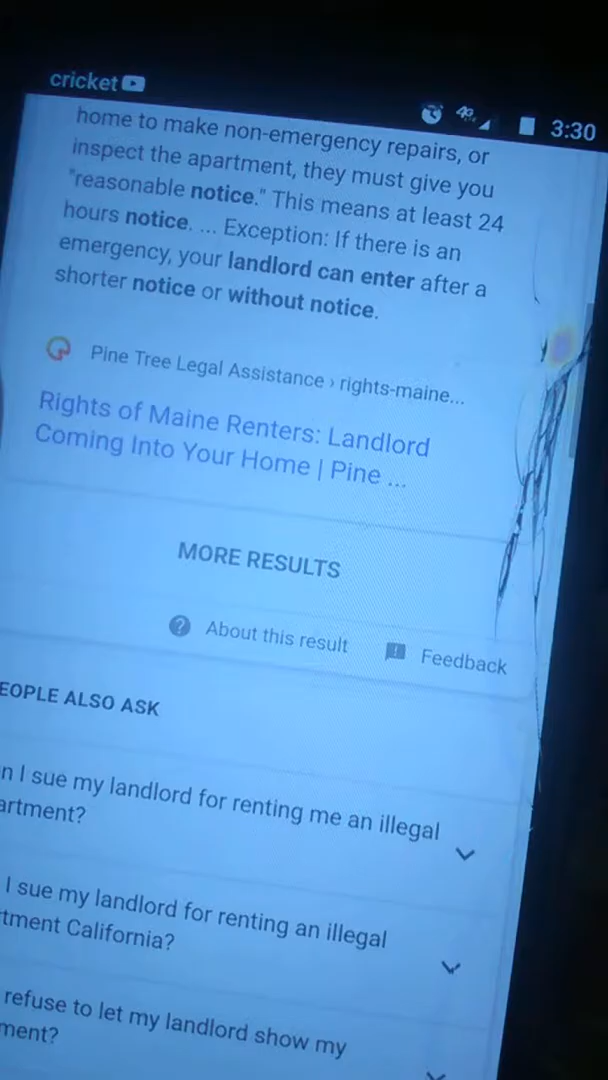 cricket
3:30
home to make non-emergency repairs, or
inspect the apartment, they must give you
"reasonable notice." This means at least 24
hours notice. ... Exception: If there is an
emergency, your landlord can enter after a
shorter notice or without notice.
Pine Tree Legal Assistance › rights-maine...
Rights of Maine Renters: Landlord
Coming Into Your Home | Pine ...
MORE RESULTS
About this result
Feedback
EOPLE ALSO ASK
n I sue my landlord for renting me an illegal
artment?
I sue my landlord for renting an illegal
tment California?
refuse to let my landlord show my
ment?